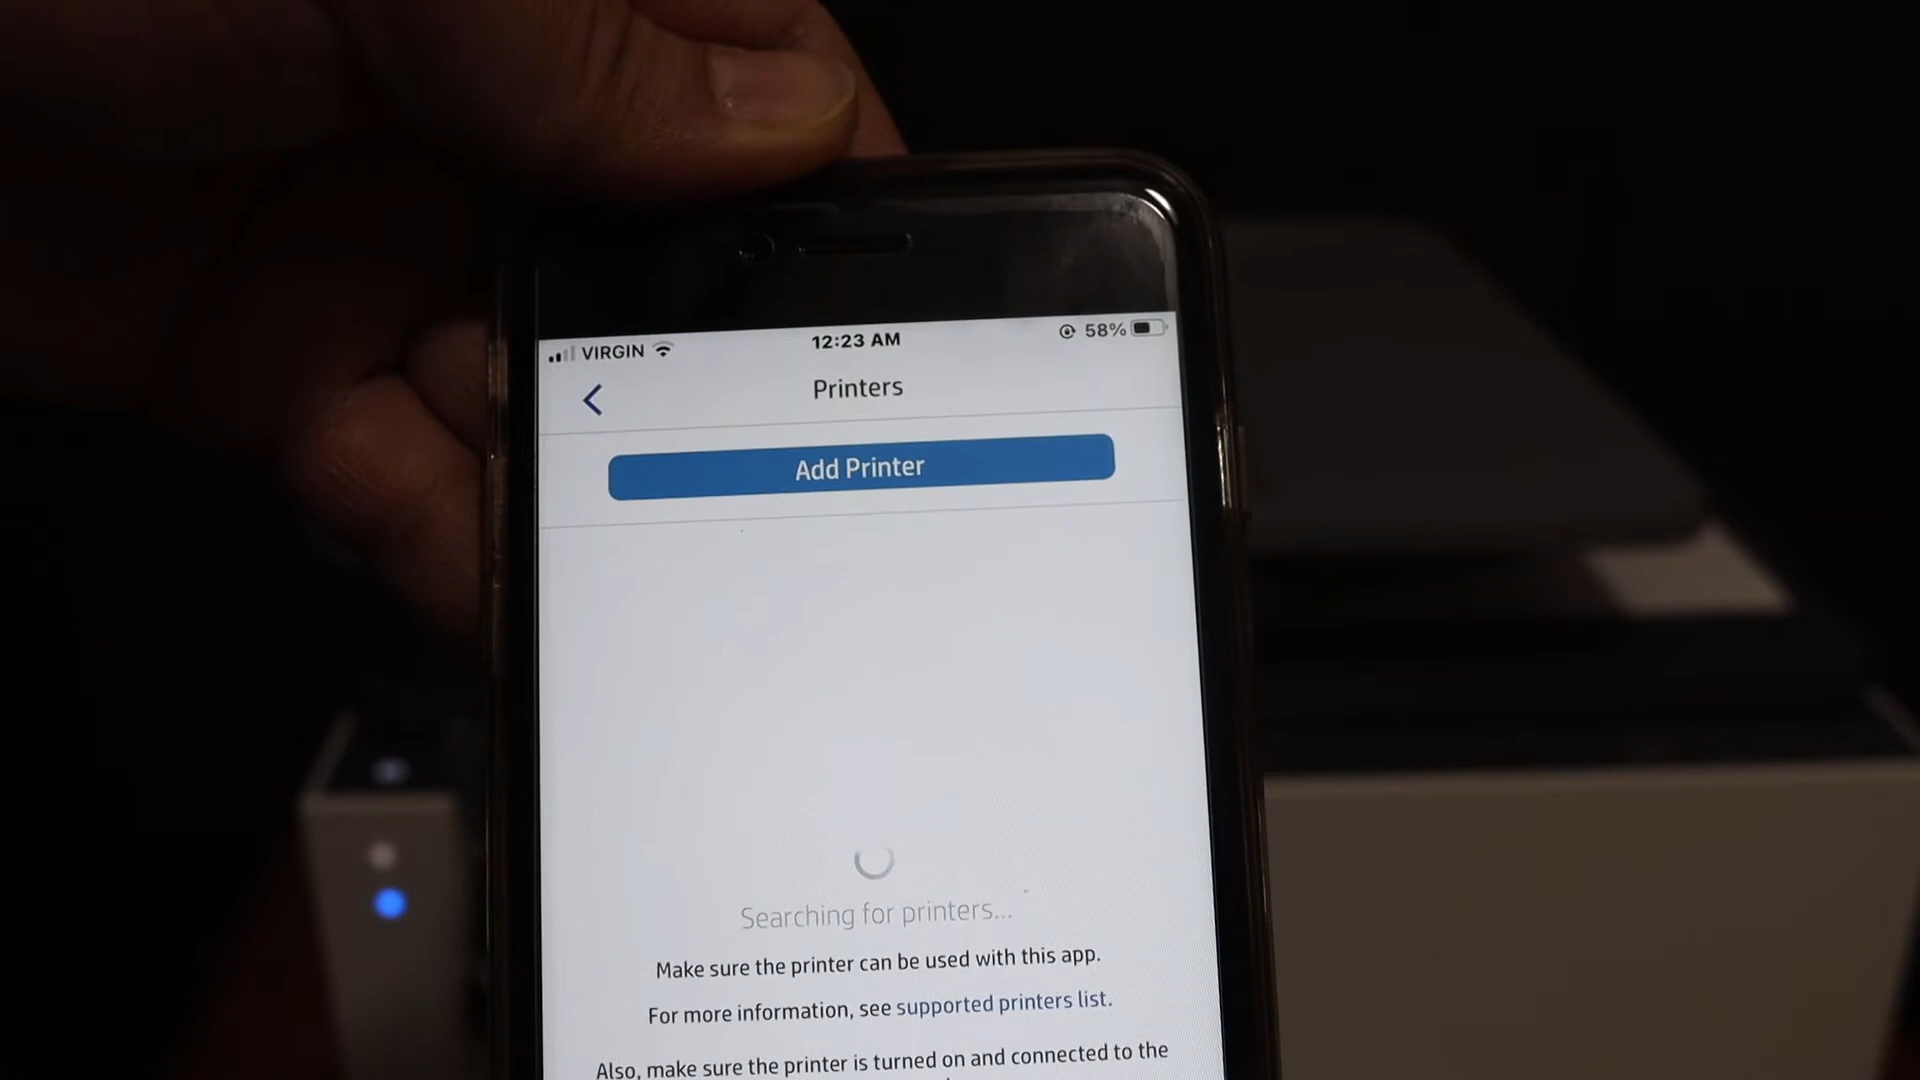 VIRGIN 12:23 AM 58%
Printers
Add Printer
Searching for printers...
Make sure the printer can be used with this app.
For more information, see supported printers list.
Also, make sure the printer is turned on and connected to the